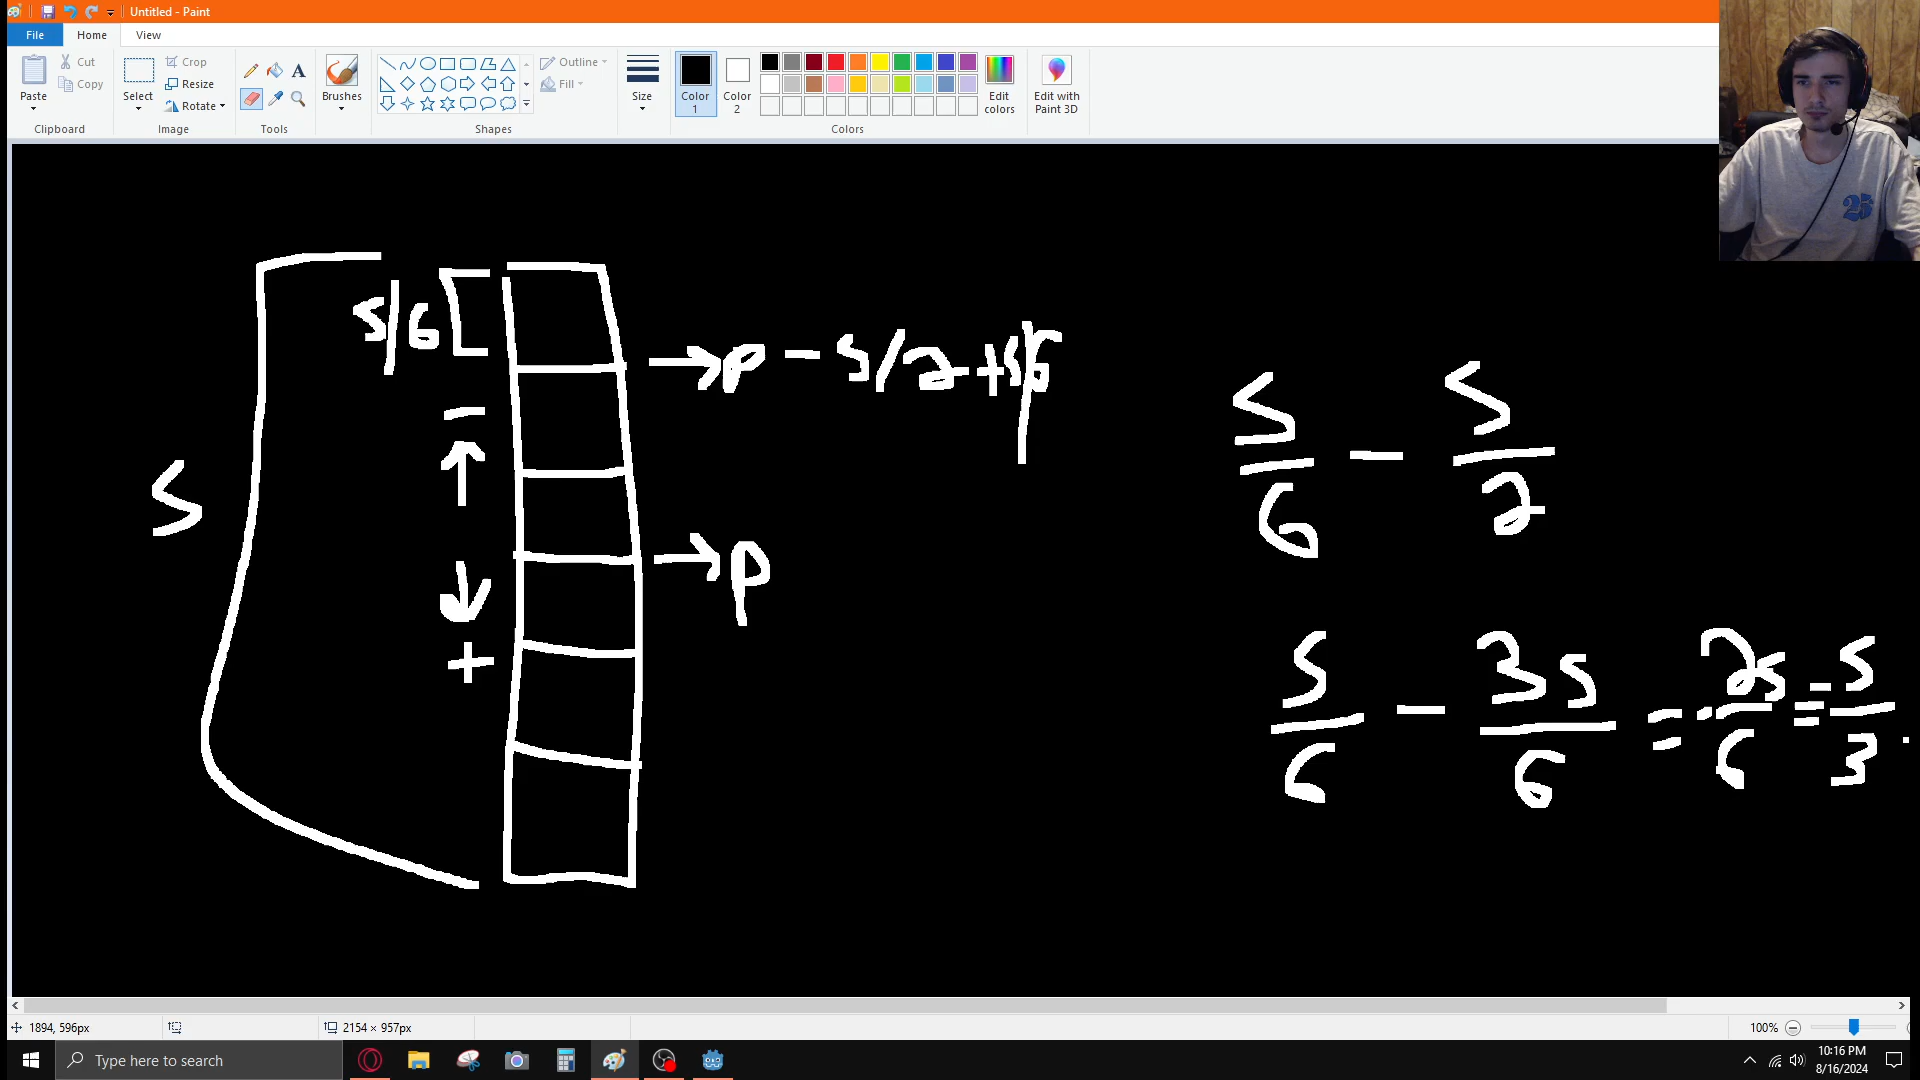 Untitled - Paint
File Home View
Paste
Cut
Copy
Clipboard
Select
Crop
Resize
Rotate
Image
A
Tools
Brushes
Shapes
Outline
Fill
Size
Color 1
Color 2
Edit colors
Colors
Edit with Paint 3D
25
S
S/6
→ P - S/2 + S/6
-
→ P
+
S/6 - S/2
S/6 - 3S/6 = -2S/6 = -S/3
1894, 596px
2154 × 957px
100%
Type here to search
10:16 PM
8/16/2024